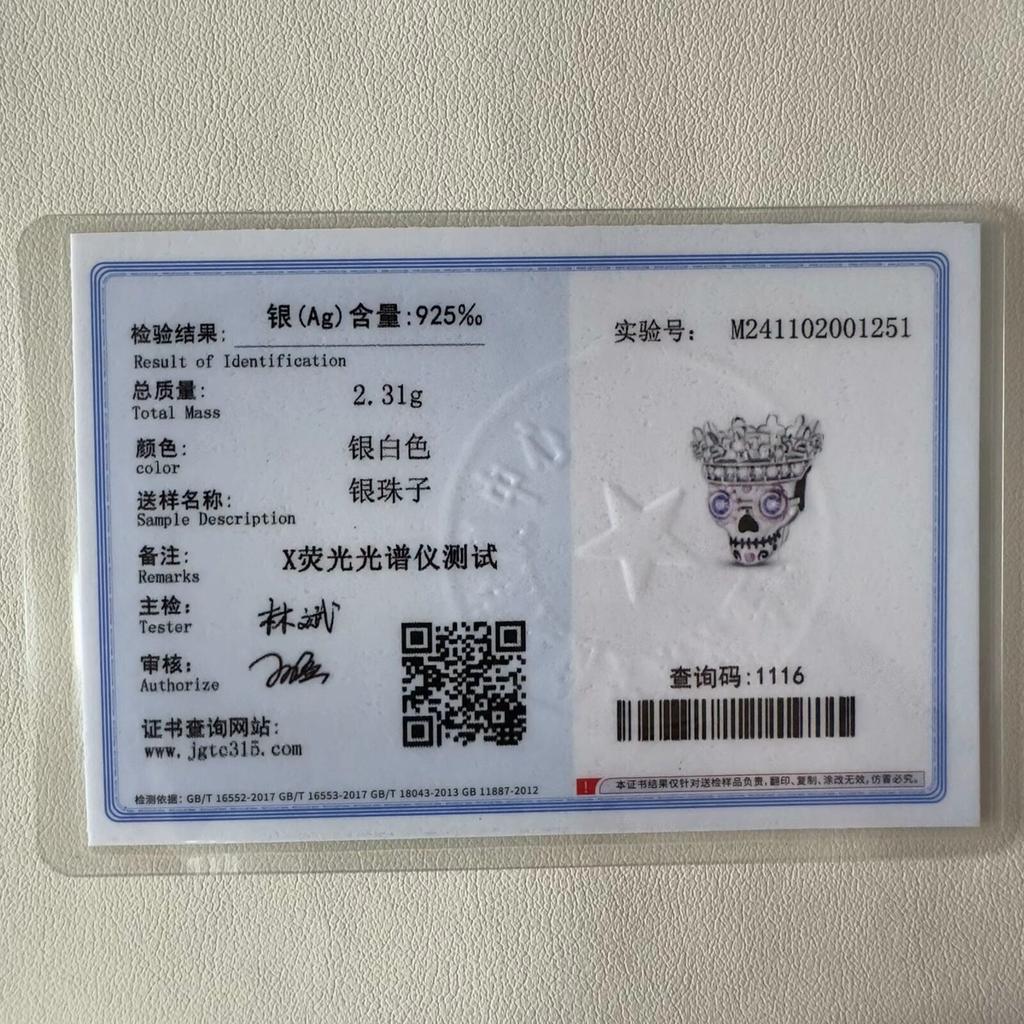 检验结果: 银(Ag)含量:925‰
Result of Identification
总质量: 2.31g
Total Mass
颜色: 银白色
color
送样名称: 银珠子
Sample Description
备注: X荧光光谱仪测试
Remarks
主检: 林斌
Tester
审核:
Authorize
证书查询网站:
www.jgtc315.com
检测依据: GB/T 16552-2017 GB/T 16553-2017 GB/T 18043-2013 GB 11887-2012
实验号: M241102001251
中心
查询码:1116
本证书结果仅针对送检样品负责,翻印、复制、涂改无效,仿冒必究。